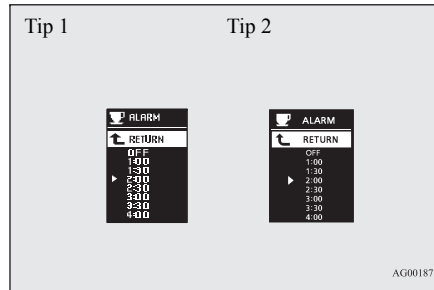 Tip 1
Tip 2
ALARM
RETURN
OFF
1:00
1:30
2:00
2:30
3:00
3:30
4:00
ALARM
RETURN
OFF
1:00
1:30
2:00
2:30
3:00
3:30
4:00
AG00187